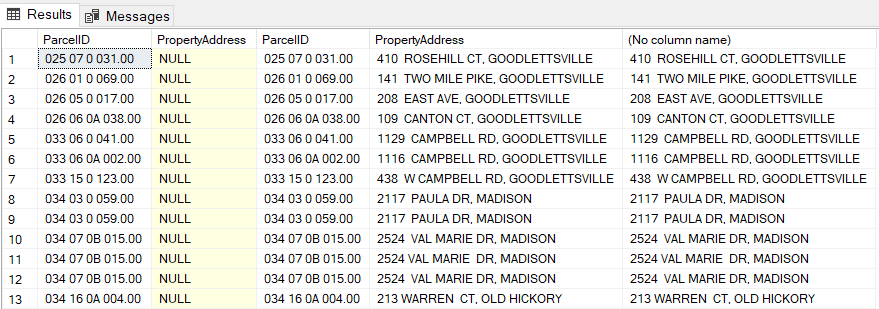 Results Messages
ParcelID PropertyAddress ParcelID PropertyAddress (No column name)
1 025 07 0 031.00 NULL 025 07 0 031.00 410  ROSEHILL CT, GOODLETTSVILLE 410  ROSEHILL CT, GOODLETTSVILLE
2 026 01 0 069.00 NULL 026 01 0 069.00 141  TWO MILE PIKE, GOODLETTSVILLE 141  TWO MILE PIKE, GOODLETTSVILLE
3 026 05 0 017.00 NULL 026 05 0 017.00 208  EAST AVE, GOODLETTSVILLE 208  EAST AVE, GOODLETTSVILLE
4 026 06 0A 038.00 NULL 026 06 0A 038.00 109  CANTON CT, GOODLETTSVILLE 109  CANTON CT, GOODLETTSVILLE
5 033 06 0 041.00 NULL 033 06 0 041.00 1129  CAMPBELL RD, GOODLETTSVILLE 1129  CAMPBELL RD, GOODLETTSVILLE
6 033 06 0A 002.00 NULL 033 06 0A 002.00 1116  CAMPBELL RD, GOODLETTSVILLE 1116  CAMPBELL RD, GOODLETTSVILLE
7 033 15 0 123.00 NULL 033 15 0 123.00 438  W CAMPBELL RD, GOODLETTSVILLE 438  W CAMPBELL RD, GOODLETTSVILLE
8 034 03 0 059.00 NULL 034 03 0 059.00 2117  PAULA DR, MADISON 2117  PAULA DR, MADISON
9 034 03 0 059.00 NULL 034 03 0 059.00 2117  PAULA DR, MADISON 2117  PAULA DR, MADISON
10 034 07 0B 015.00 NULL 034 07 0B 015.00 2524  VAL MARIE DR, MADISON 2524  VAL MARIE DR, MADISON
11 034 07 0B 015.00 NULL 034 07 0B 015.00 2524 VAL MARIE  DR, MADISON 2524 VAL MARIE  DR, MADISON
12 034 07 0B 015.00 NULL 034 07 0B 015.00 2524  VAL MARIE DR, MADISON 2524  VAL MARIE DR, MADISON
13 034 16 0A 004.00 NULL 034 16 0A 004.00 213 WARREN  CT, OLD HICKORY 213 WARREN  CT, OLD HICKORY